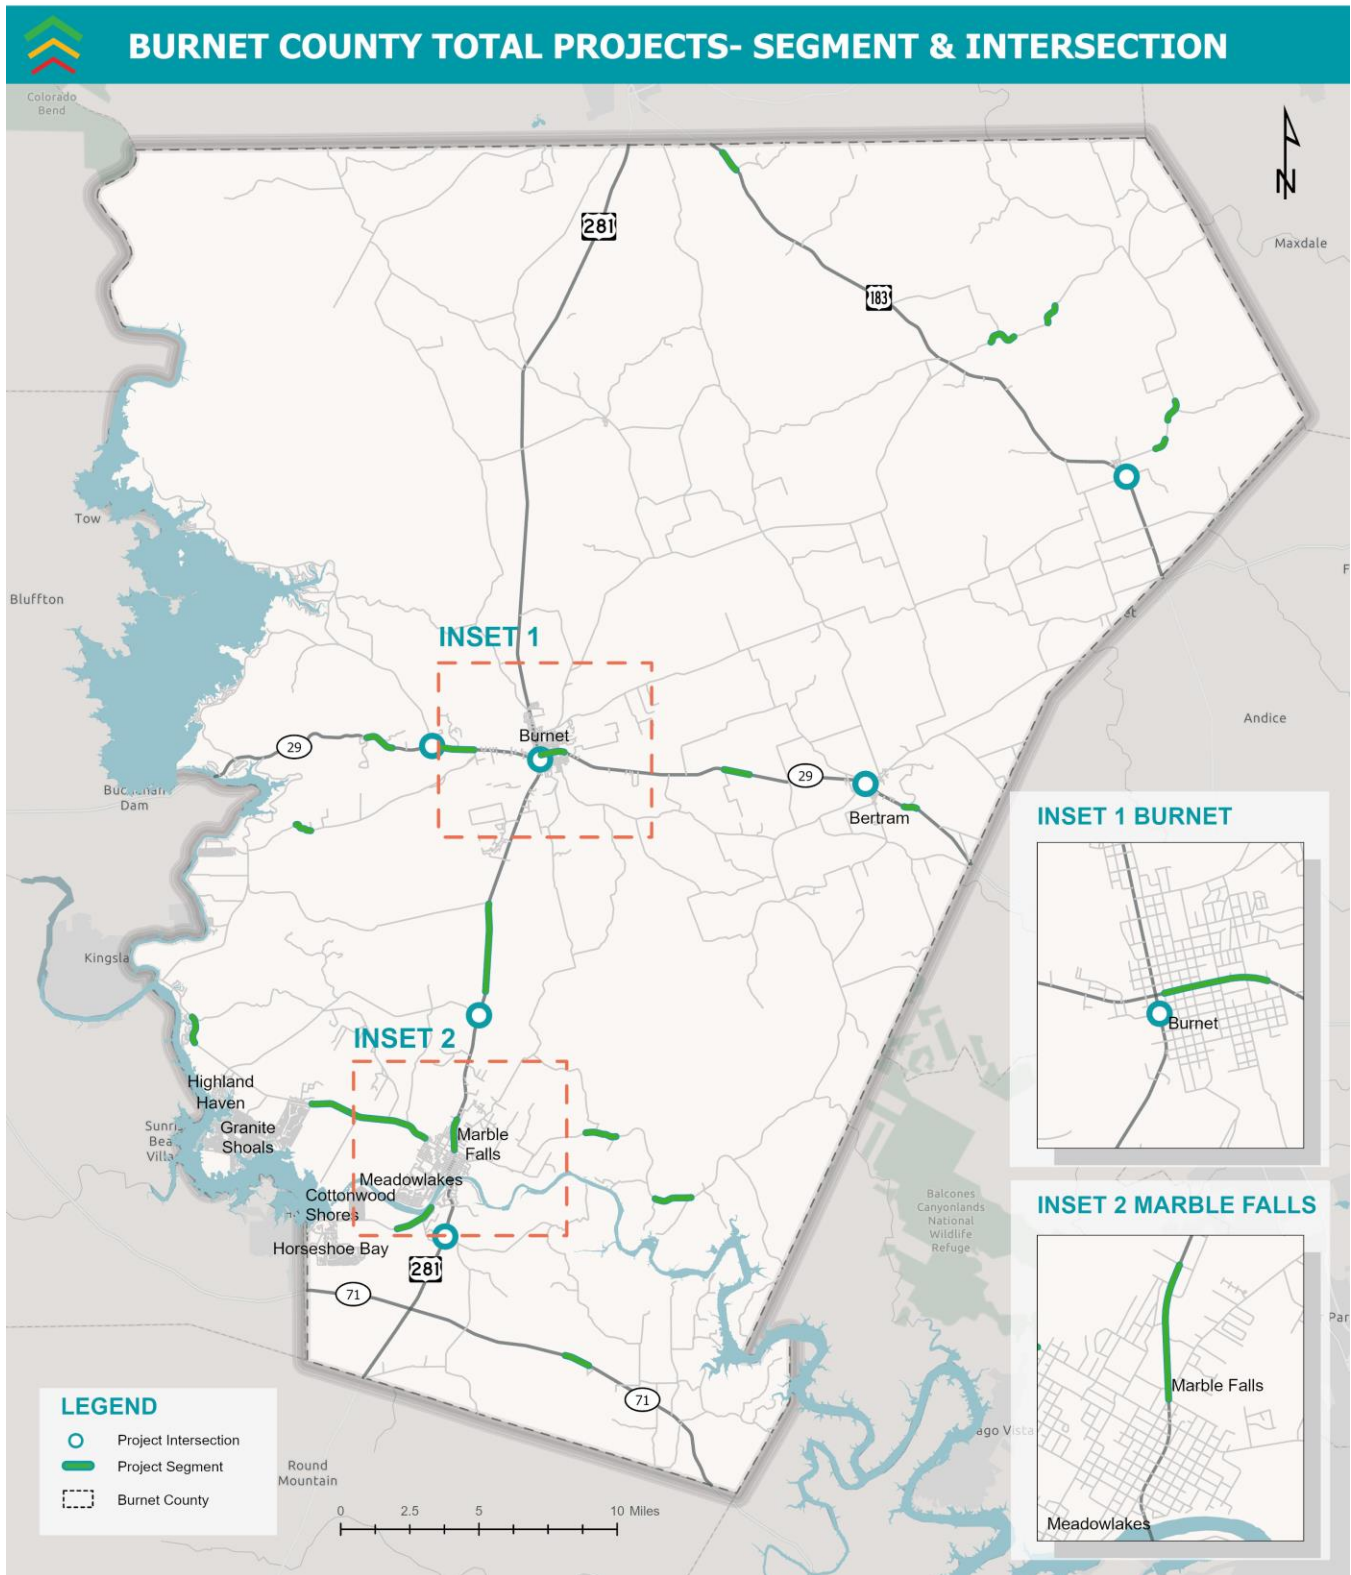 BURNET COUNTY TOTAL PROJECTS- SEGMENT & INTERSECTION
Colorado
Bend
N
281
Maxdale
183
Tow
Bluffton
INSET 1
Andice
Burnet
29
29
Dam
Bertram
INSET 1 BURNET
Burnet
Kingsla
INSET 2
Highland
Haven
Granite
Shoals
Marble
Falls
Meadowlakes
Cottonwood
Shores
Horseshoe Bay
281
71
71
Balcones
Canyonlands
National
Wildlife
Refuge
INSET 2 MARBLE FALLS
Marble Falls
Meadowlakes
Par
ago Vista
LEGEND
Project Intersection
Project Segment
Burnet County
Round
Mountain
0 2.5 5 10 Miles